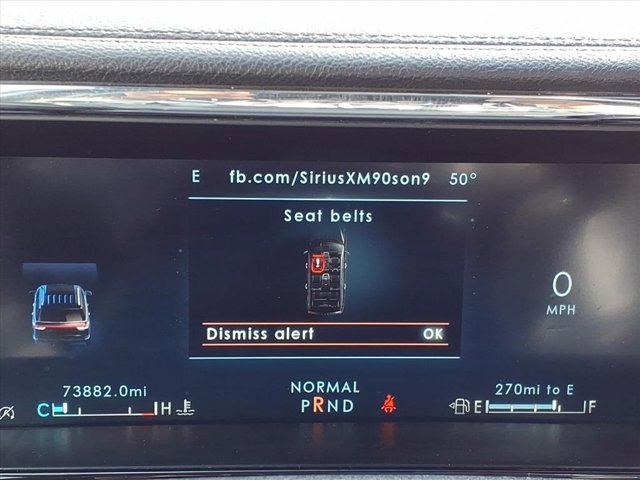 E fb.com/SiriusXM90son9 50°
Seat belts
Dismiss alert OK
0
MPH
73882.0mi
C H
NORMAL
PRND
270mi to E
E F